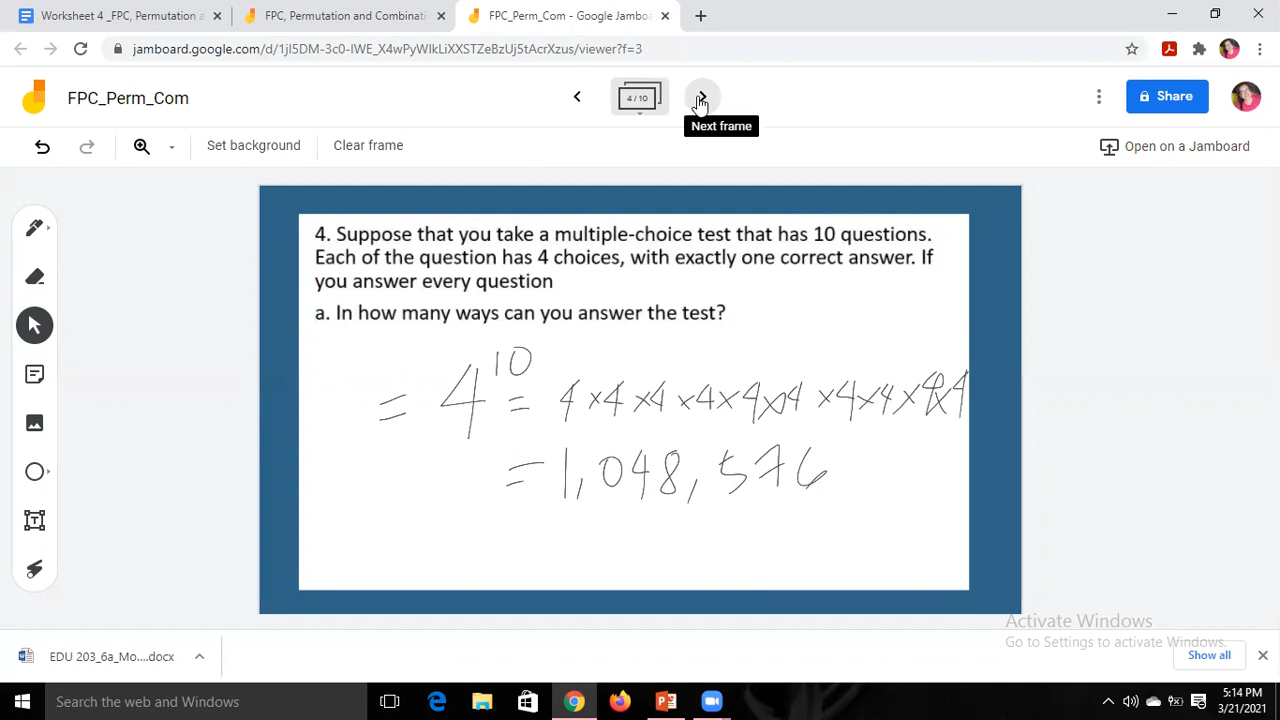 Worksheet 4 _FPC, Permutation a
FPC, Permutation and Combinati
FPC_Perm_Com - Google Jambo
jamboard.google.com/d/1jI5DM-3c0-IWE_X4wPyWIkLiXXSTZeBzUj5tAcrXzus/viewer?f=3
FPC_Perm_Com
4 / 10
Next frame
Share
Set background
Clear frame
Open on a Jamboard
4. Suppose that you take a multiple-choice test that has 10 questions.
Each of the question has 4 choices, with exactly one correct answer. If
you answer every question
a. In how many ways can you answer the test?
= 4^10 = 4 x 4 x 4 x 4 x 4 x 4 x 4 x 4 x 4 x 4
= 1,048,576
Activate Windows
Go to Settings to activate Windows.
EDU 203_6a_Mo....docx
Show all
Search the web and Windows
5:14 PM
3/21/2021